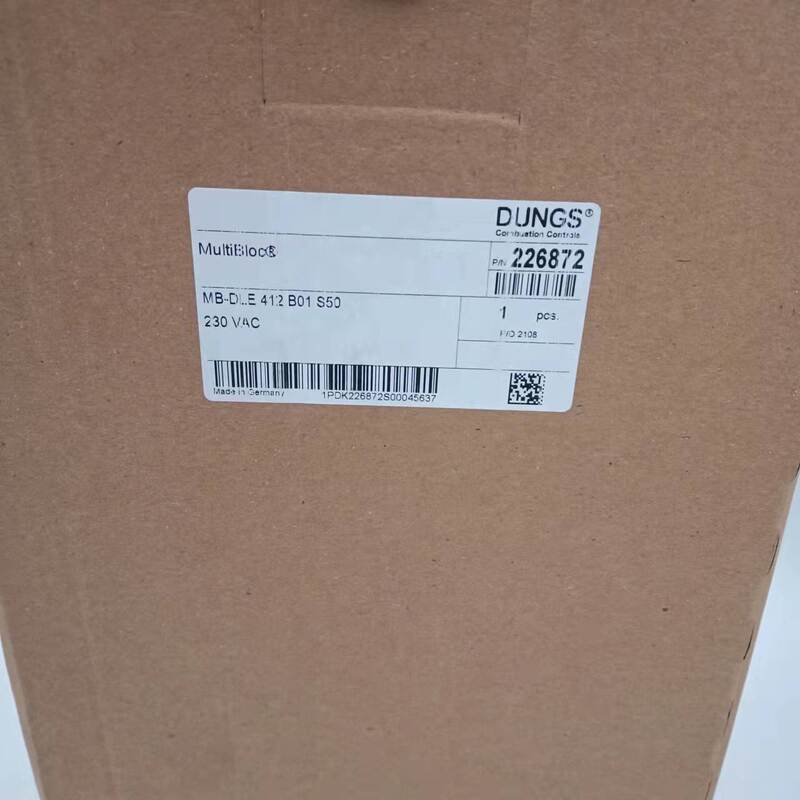 DUNGS®
Combustion Controls
MultiBloc®
P/N 226872
MB-DLE 412 B01 S50
230 VAC
1 pcs.
P/D 2108
Made in Germany
1PDK226872S00045637